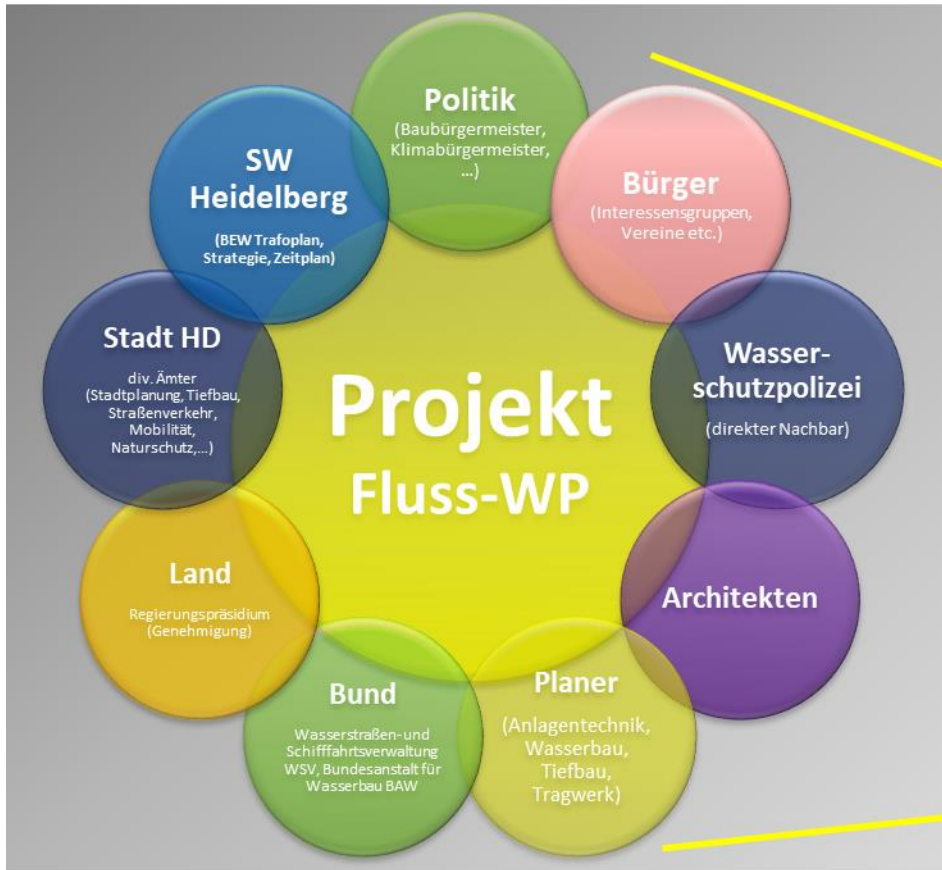 Politik
(Baubürgermeister,
Klimabürgermeister,
...)
Bürger
(Interessensgruppen,
Vereine etc.)
Wasser-
schutzpolizei
(direkter Nachbar)
Architekten
Planer
(Anlagentechnik,
Wasserbau,
Tiefbau,
Tragwerk)
Bund
Wasserstraßen- und
Schifffahrtsverwaltung
WSV, Bundesanstalt für
Wasserbau BAW
Land
Regierungspräsidium
(Genehmigung)
Stadt HD
div. Ämter
(Stadtplanung, Tiefbau,
Straßenverkehr,
Mobilität,
Naturschutz,...)
SW
Heidelberg
(BEW Trafoplan,
Strategie, Zeitplan)
Projekt
Fluss-WP